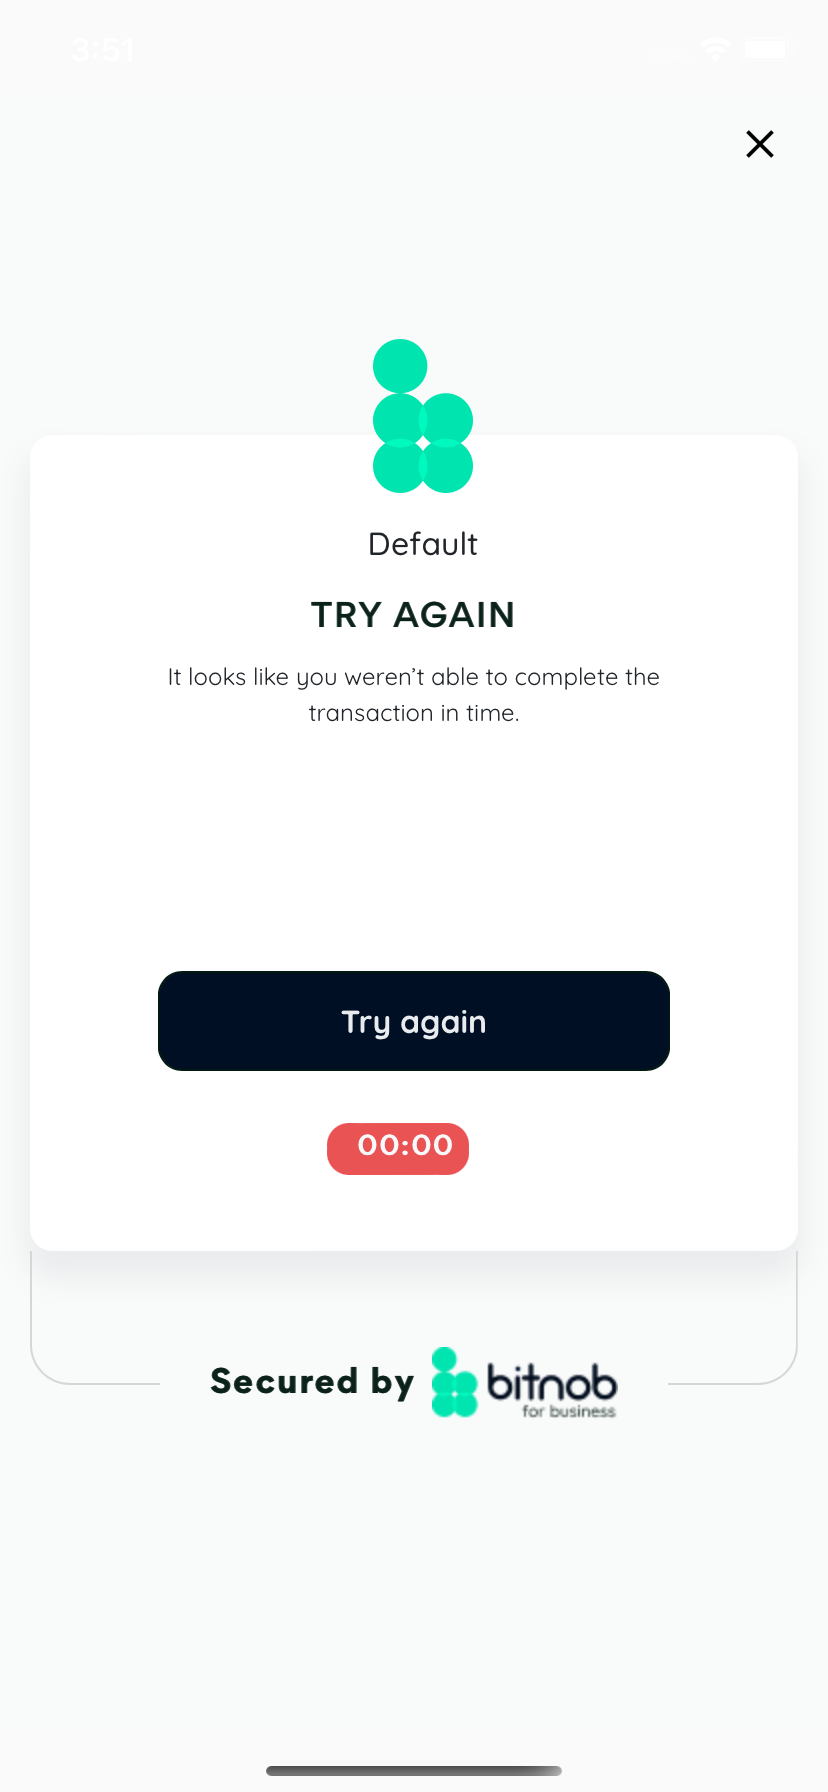 3:51
Default
TRY AGAIN
It looks like you weren’t able to complete the
transaction in time.
Try again
00:00
Secured by bitnob
for business